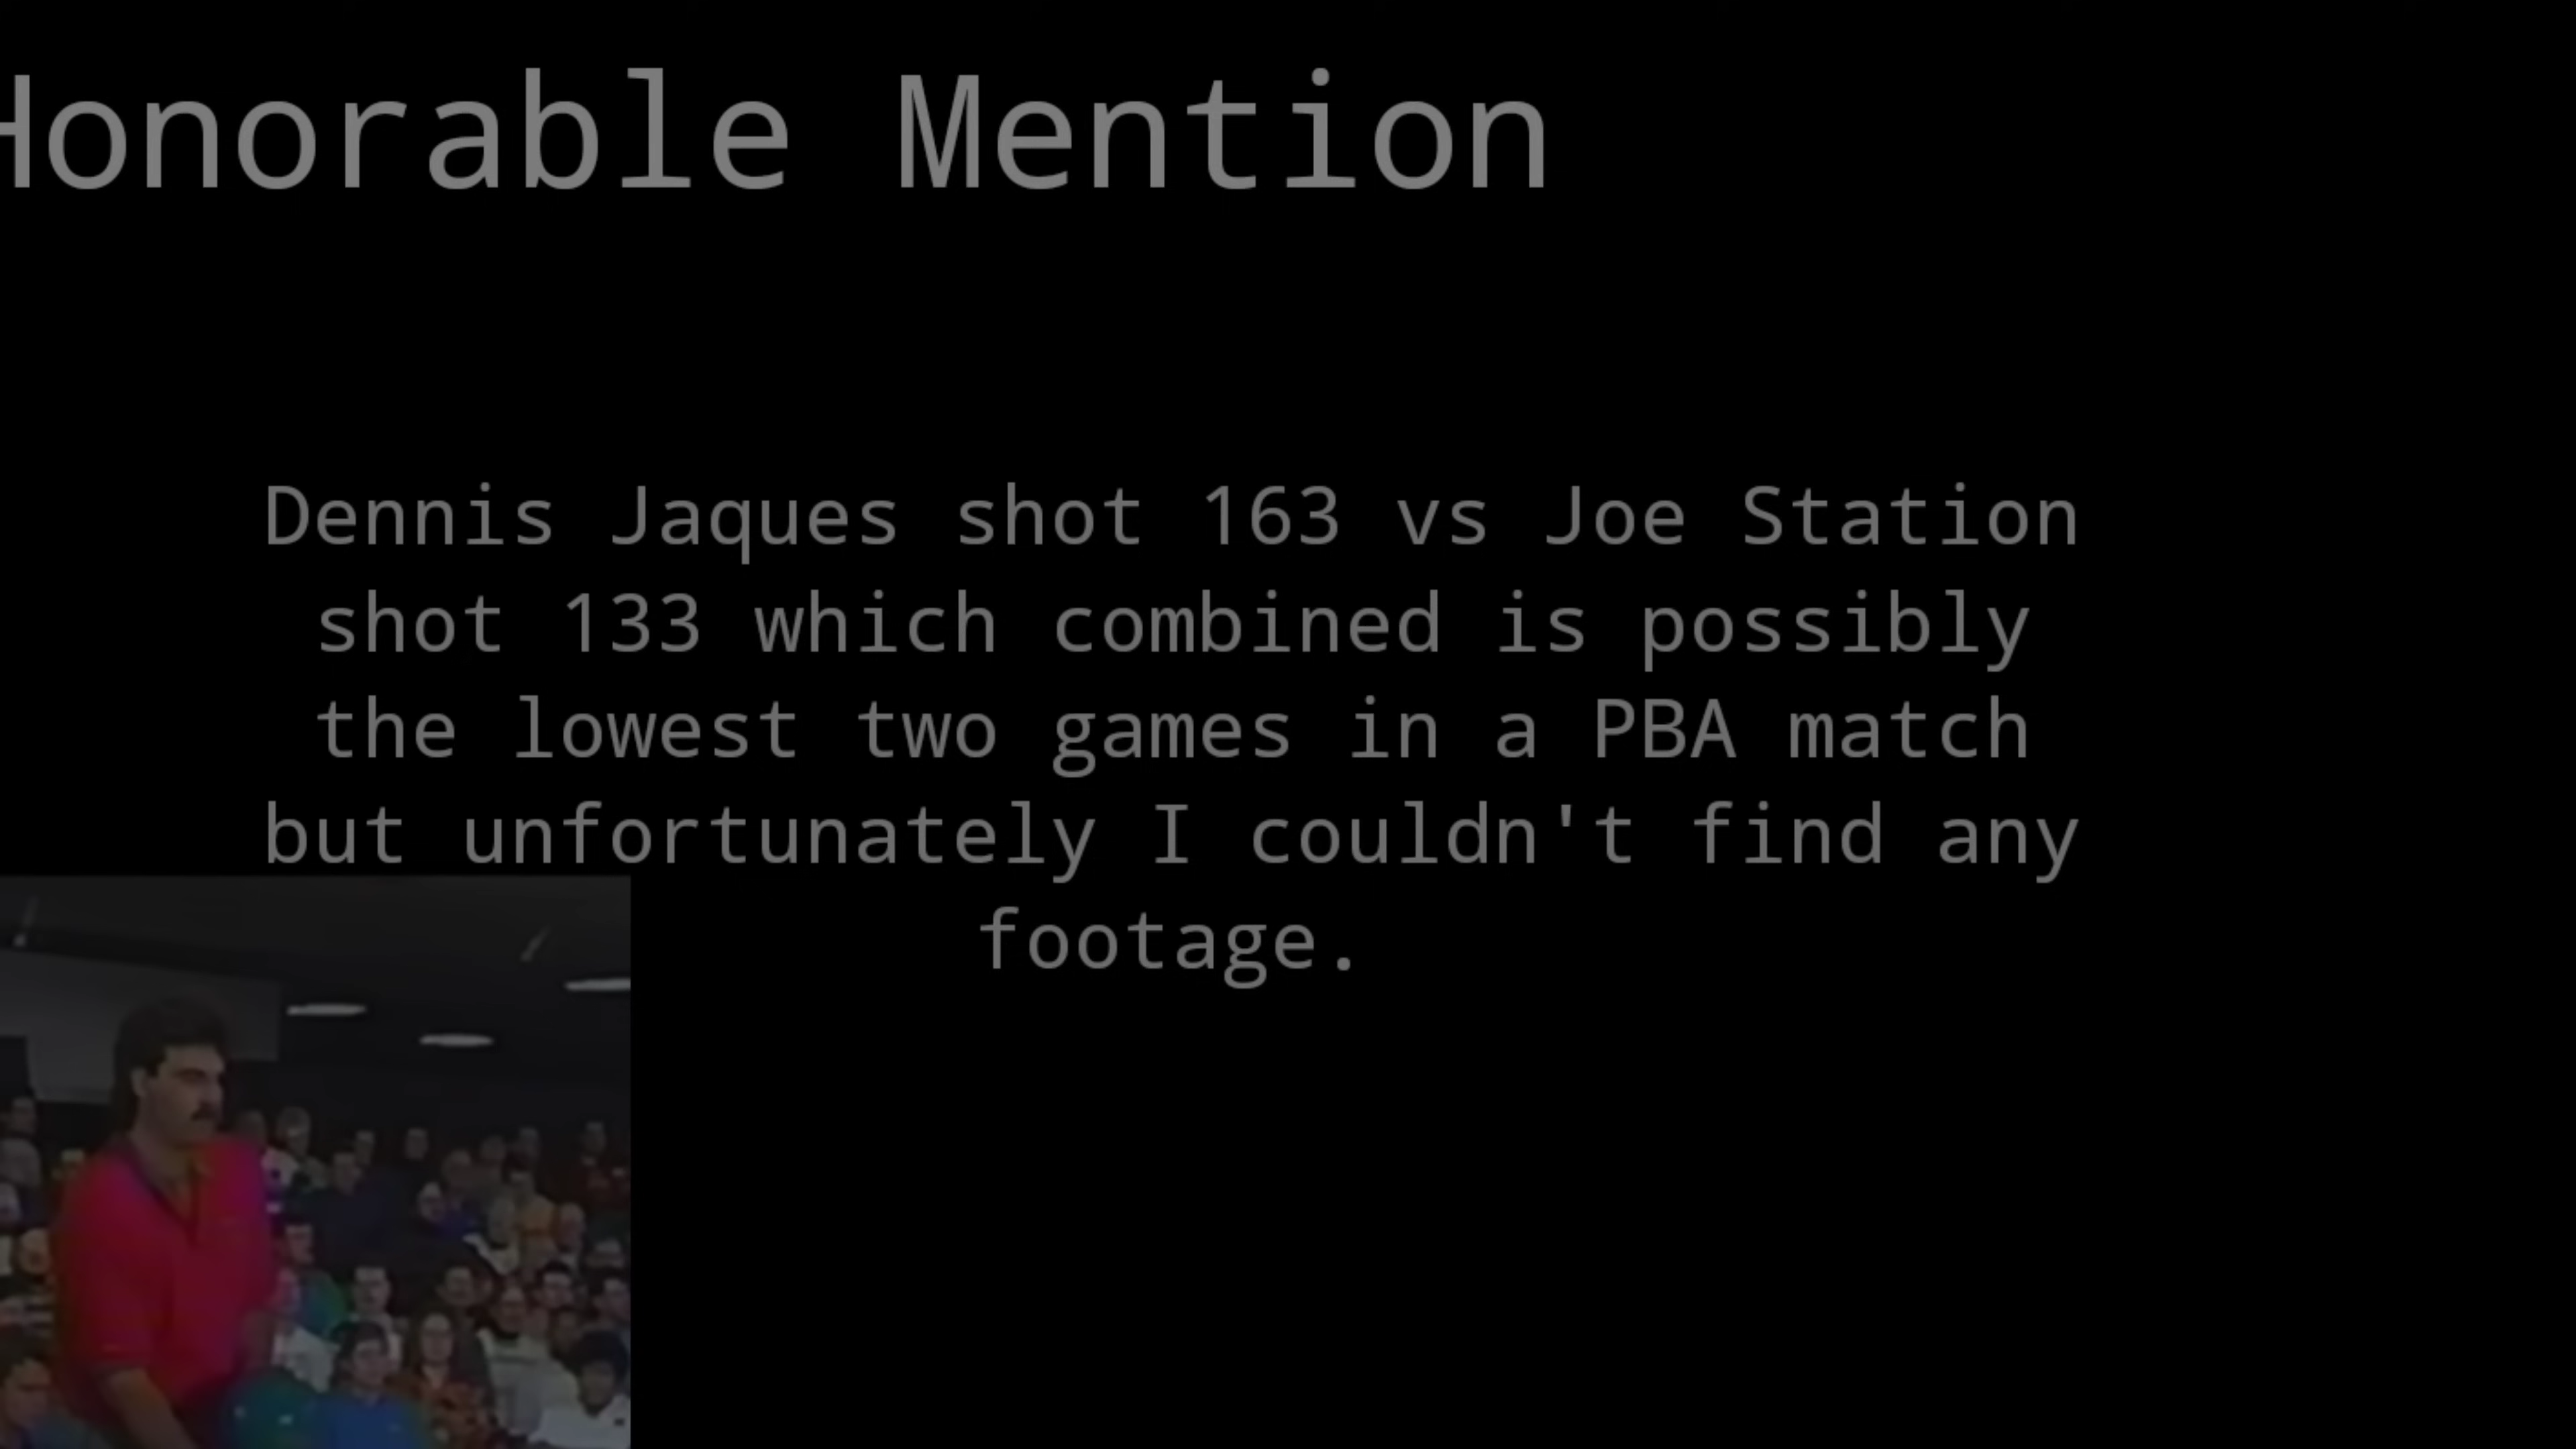 Honorable Mention
Dennis Jaques shot 163 vs Joe Station
shot 133 which combined is possibly
the lowest two games in a PBA match
but unfortunately I couldn't find any
footage.